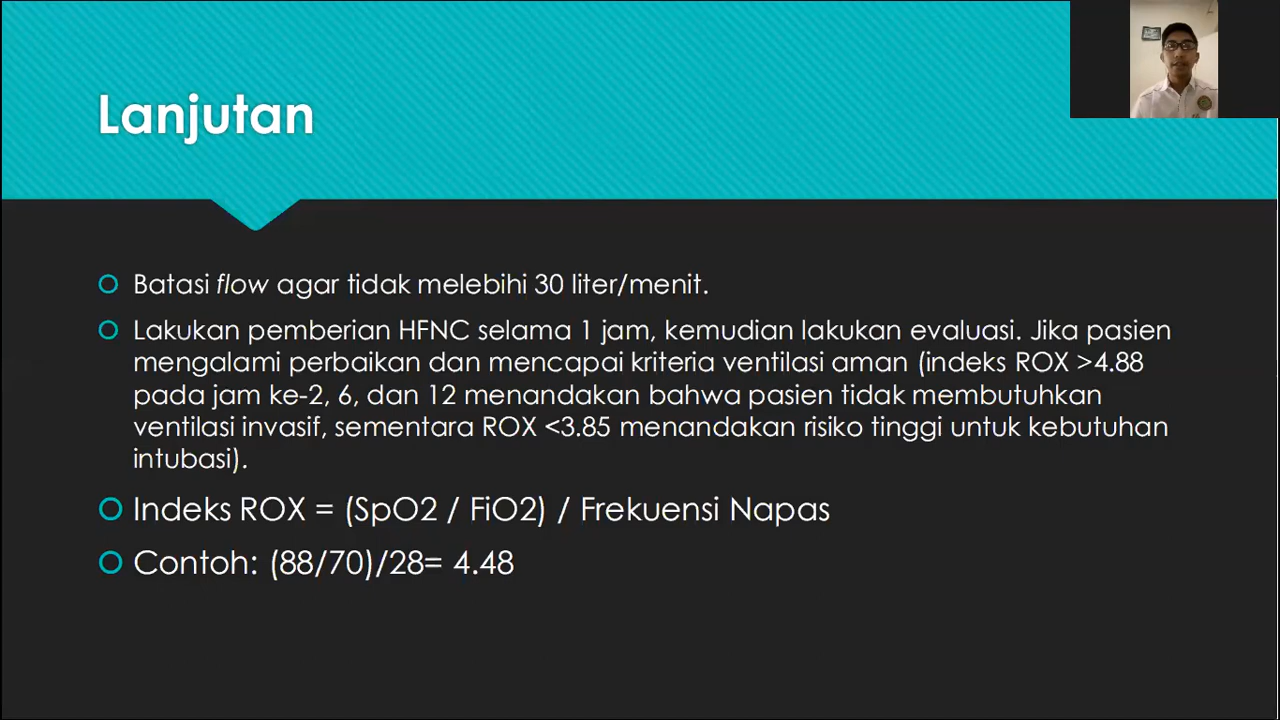 Lanjutan
Batasi flow agar tidak melebihi 30 liter/menit.
Lakukan pemberian HFNC selama 1 jam, kemudian lakukan evaluasi. Jika pasien
mengalami perbaikan dan mencapai kriteria ventilasi aman (indeks ROX >4.88
pada jam ke-2, 6, dan 12 menandakan bahwa pasien tidak membutuhkan
ventilasi invasif, sementara ROX <3.85 menandakan risiko tinggi untuk kebutuhan
intubasi).
Indeks ROX = (SpO2 / FiO2) / Frekuensi Napas
Contoh: (88/70)/28= 4.48